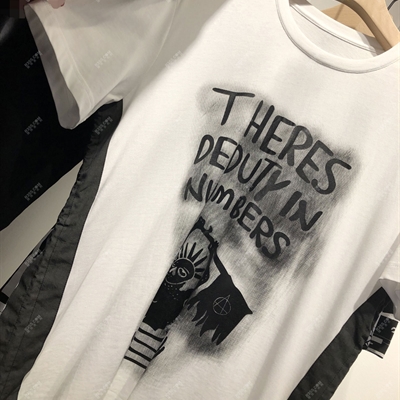 THERES
DEDUTY IN
NUMBERS